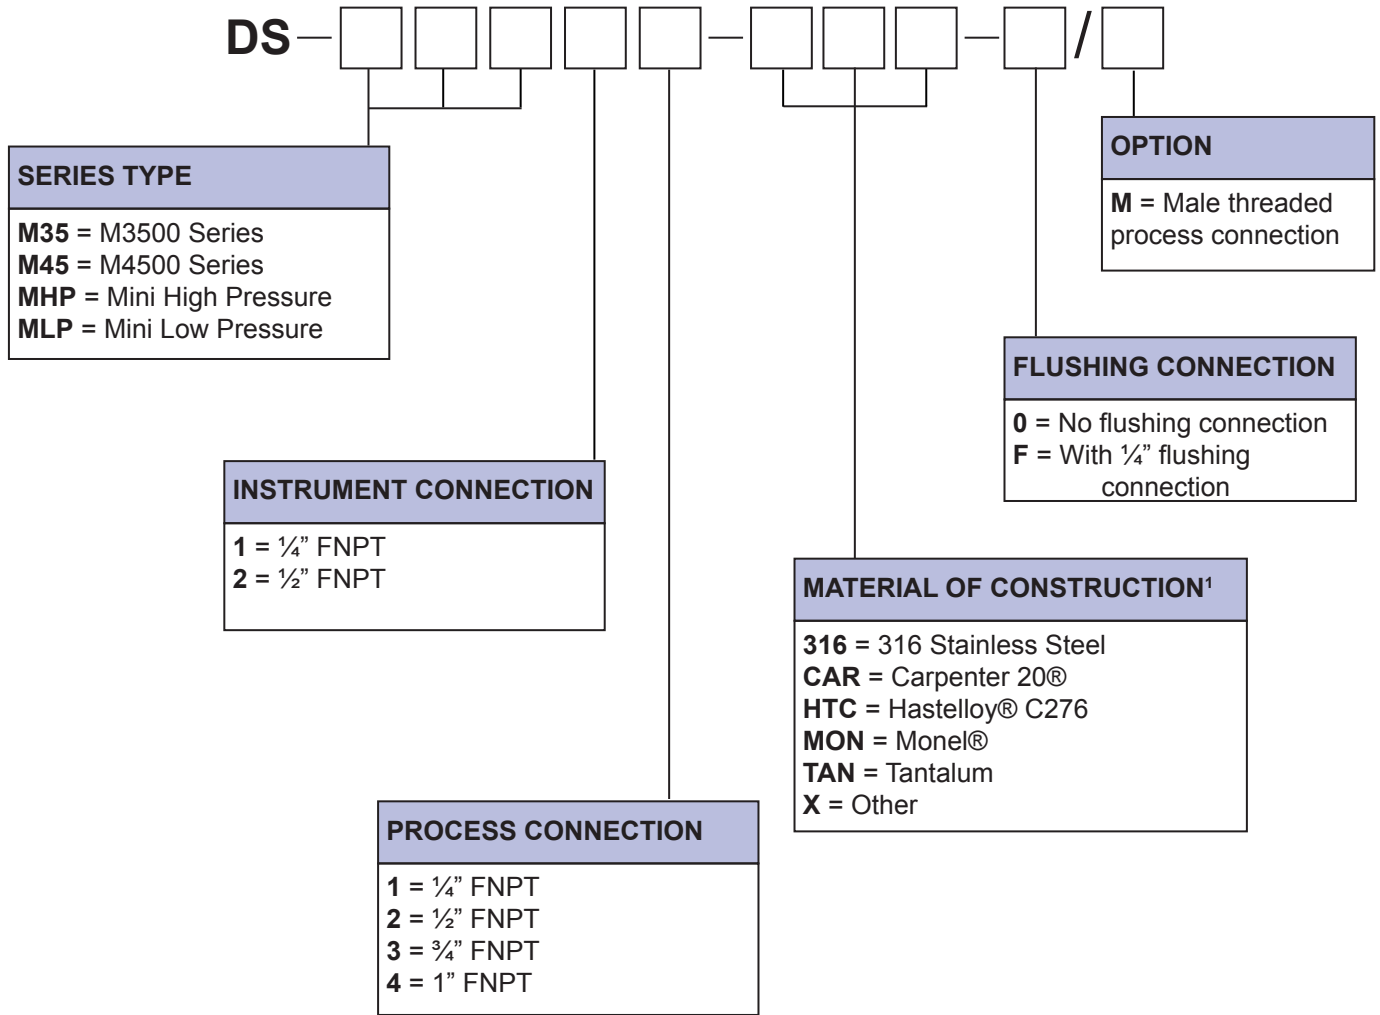 DS
/
SERIES TYPE
M35 = M3500 Series
M45 = M4500 Series
MHP = Mini High Pressure
MLP = Mini Low Pressure
OPTION
M = Male threaded
process connection
FLUSHING CONNECTION
0 = No flushing connection
F = With ¼” flushing
connection
INSTRUMENT CONNECTION
1 = ¼” FNPT
2 = ½” FNPT
MATERIAL OF CONSTRUCTION¹
316 = 316 Stainless Steel
CAR = Carpenter 20®
HTC = Hastelloy® C276
MON = Monel®
TAN = Tantalum
X = Other
PROCESS CONNECTION
1 = ¼” FNPT
2 = ½” FNPT
3 = ¾” FNPT
4 = 1” FNPT